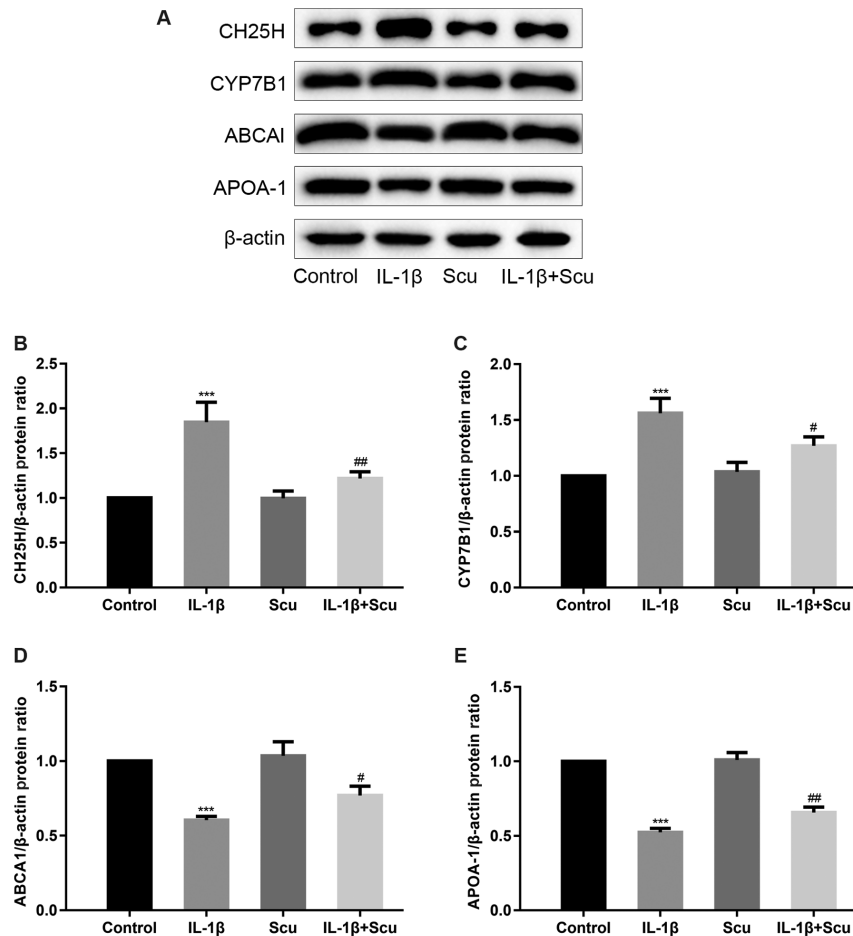 A
CH25H
CYP7B1
ABCAI
APOA-1
β-actin
Control IL-1β Scu IL-1β+Scu
B
CH25H/β-actin protein ratio
2.5
2.0
1.5
1.0
0.5
0.0
***
##
Control IL-1β Scu IL-1β+Scu
C
CYP7B1/β-actin protein ratio
2.0
1.5
1.0
0.5
0.0
***
#
Control IL-1β Scu IL-1β+Scu
D
ABCA1/β-actin protein ratio
1.5
1.0
0.5
0.0
***
#
Control IL-1β Scu IL-1β+Scu
E
APOA-1/β-actin protein ratio
1.5
1.0
0.5
0.0
***
##
Control IL-1β Scu IL-1β+Scu